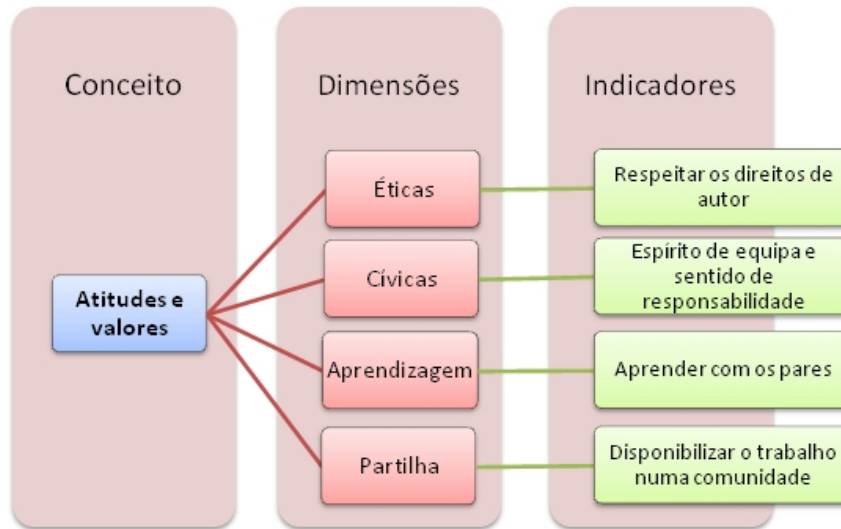 Conceito
Dimensões
Indicadores
Atitudes e
valores
Éticas
Respeitar os direitos de
autor
Cívicas
Espírito de equipa e
sentido de
responsabilidade
Aprendizagem
Aprender com os pares
Partilha
Disponibilizar o trabalho
numa comunidade